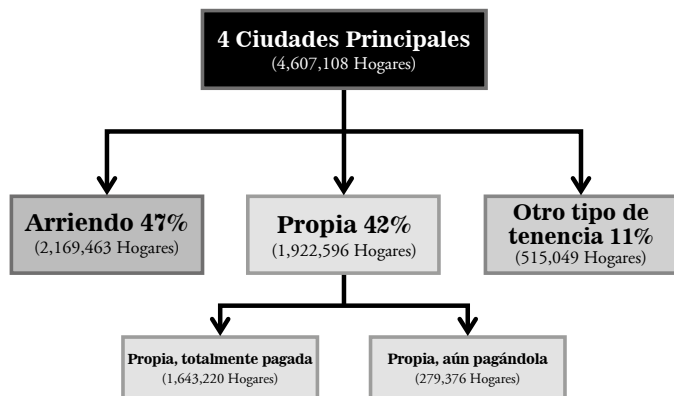 4 Ciudades Principales
(4,607,108 Hogares)
Arriendo 47%
(2,169,463 Hogares)
Propia 42%
(1,922,596 Hogares)
Otro tipo de
tenencia 11%
(515,049 Hogares)
Propia, totalmente pagada
(1,643,220 Hogares)
Propia, aún pagándola
(279,376 Hogares)